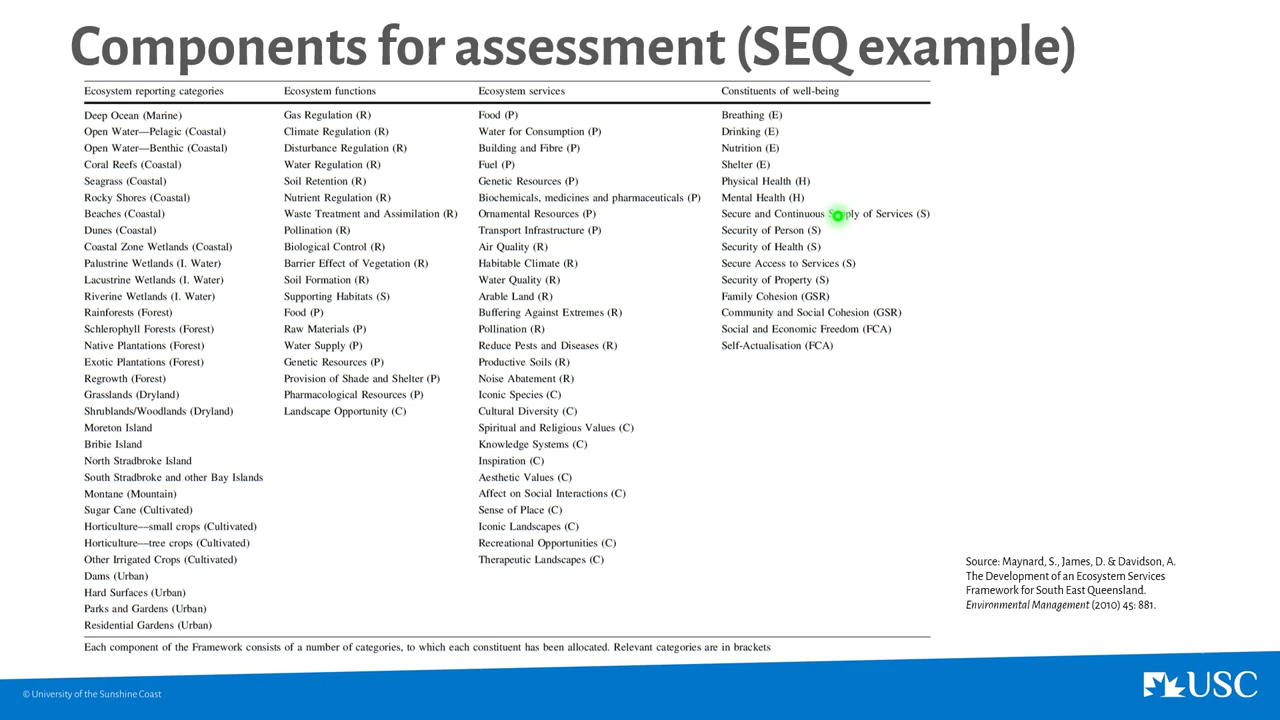 Components for assessment (SEQ example)
Ecosystem reporting categories Ecosystem functions Ecosystem services Constituents of well-being
Deep Ocean (Marine) Gas Regulation (R) Food (P) Breathing (E)
Open Water—Pelagic (Coastal) Climate Regulation (R) Water for Consumption (P) Drinking (E)
Open Water—Benthic (Coastal) Disturbance Regulation (R) Building and Fibre (P) Nutrition (E)
Coral Reefs (Coastal) Water Regulation (R) Fuel (P) Shelter (E)
Seagrass (Coastal) Soil Retention (R) Genetic Resources (P) Physical Health (H)
Rocky Shores (Coastal) Nutrient Regulation (R) Biochemicals, medicines and pharmaceuticals (P) Mental Health (H)
Beaches (Coastal) Waste Treatment and Assimilation (R) Ornamental Resources (P) Secure and Continuous Supply of Services (S)
Dunes (Coastal) Pollination (R) Transport Infrastructure (P) Security of Person (S)
Coastal Zone Wetlands (Coastal) Biological Control (R) Air Quality (R) Security of Health (S)
Palustrine Wetlands (I. Water) Barrier Effect of Vegetation (R) Habitable Climate (R) Secure Access to Services (S)
Lacustrine Wetlands (I. Water) Soil Formation (R) Water Quality (R) Security of Property (S)
Riverine Wetlands (I. Water) Supporting Habitats (S) Arable Land (R) Family Cohesion (GSR)
Rainforests (Forest) Food (P) Buffering Against Extremes (R) Community and Social Cohesion (GSR)
Schlerophyll Forests (Forest) Raw Materials (P) Pollination (R) Social and Economic Freedom (FCA)
Native Plantations (Forest) Water Supply (P) Reduce Pests and Diseases (R) Self-Actualisation (FCA)
Exotic Plantations (Forest) Genetic Resources (P) Productive Soils (R)
Regrowth (Forest) Provision of Shade and Shelter (P) Noise Abatement (R)
Grasslands (Dryland) Pharmacological Resources (P) Iconic Species (C)
Shrublands/Woodlands (Dryland) Landscape Opportunity (C) Cultural Diversity (C)
Moreton Island Spiritual and Religious Values (C)
Bribie Island Knowledge Systems (C)
North Stradbroke Island Inspiration (C)
South Stradbroke and other Bay Islands Aesthetic Values (C)
Montane (Mountain) Affect on Social Interactions (C)
Sugar Cane (Cultivated) Sense of Place (C)
Horticulture—small crops (Cultivated) Iconic Landscapes (C)
Horticulture—tree crops (Cultivated) Recreational Opportunities (C)
Other Irrigated Crops (Cultivated) Therapeutic Landscapes (C)
Dams (Urban)
Hard Surfaces (Urban)
Parks and Gardens (Urban)
Residential Gardens (Urban)
Each component of the Framework consists of a number of categories, to which each constituent has been allocated. Relevant categories are in brackets
Source: Maynard, S., James, D. & Davidson, A.
The Development of an Ecosystem Services
Framework for South East Queensland.
Environmental Management (2010) 45: 881.
© University of the Sunshine Coast
USC